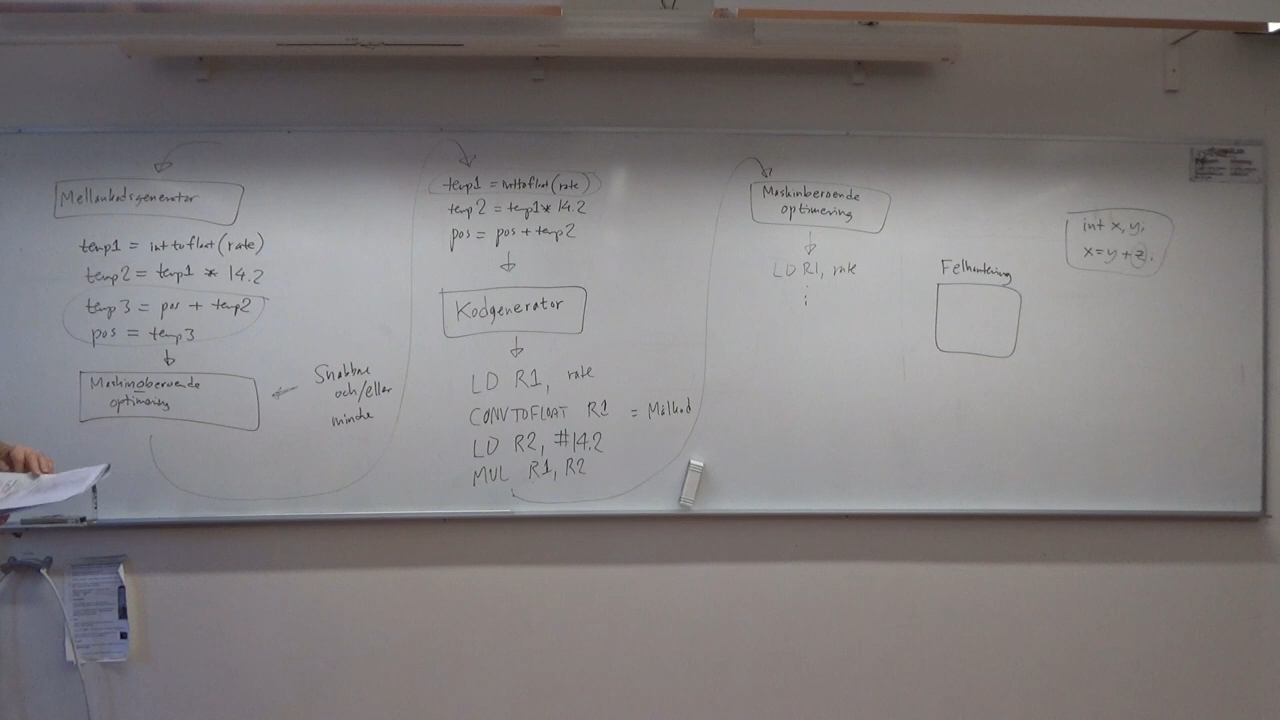 Mellankodsgenerator
temp1 = inttofloat(rate)
temp2 = temp1 * 14.2
temp3 = pos + temp2
pos = temp3
Maskinoberoende
optimering
Snabbare
och/eller
mindre
temp1 = inttofloat(rate)
temp2 = temp1 * 14.2
pos = pos + temp2
Kodgenerator
LD R1, rate
CONVTOFLOAT R1 = Målkod
LD R2, #14.2
MUL R1, R2
Maskinberoende
optimering
LD R1, rate
Felhantering
int x, y;
x = y + z;